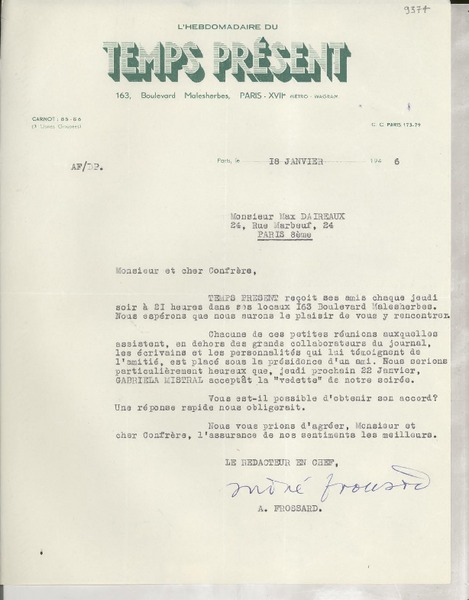 9374
L'HEBDOMADAIRE DU
TEMPS PRÉSENT
163, Boulevard Malesherbes, PARIS-XVIIe MÉTRO : WAGRAM
CARNOT : 85-66
(3 Lignes Groupées)
C. C. PARIS 173-79
AF/DP.
Paris, le 18 JANVIER 1946
Monsieur Max DAIREAUX
24, Rue Marbeuf, 24
PARIS 8ème
Monsieur et cher Confrère,
TEMPS PRESENT reçoit ses amis chaque jeudi
soir à 21 heures dans ses locaux 163 Boulevard Malesherbes.
Nous espérons que nous aurons le plaisir de vous y rencontrer.
Chacune de ces petites réunions auxquelles
assistent, en dehors des grands collaborateurs du journal,
les écrivains et les personnalités qui lui témoignent de
l'amitié, est placé sous la présidence d'un ami. Nous serions
particulièrement heureux que, jeudi prochain 22 Janvier,
GABRIELA MISTRAL acceptât la "vedette" de notre soirée.
Vous est-il possible d'obtenir son accord?
Une réponse rapide nous obligerait.
Nous vous prions d'agréer, Monsieur et
cher Confrère, l'assurance de nos sentiments les meilleurs.
LE REDACTEUR EN CHEF,
André Frossard
A. FROSSARD.